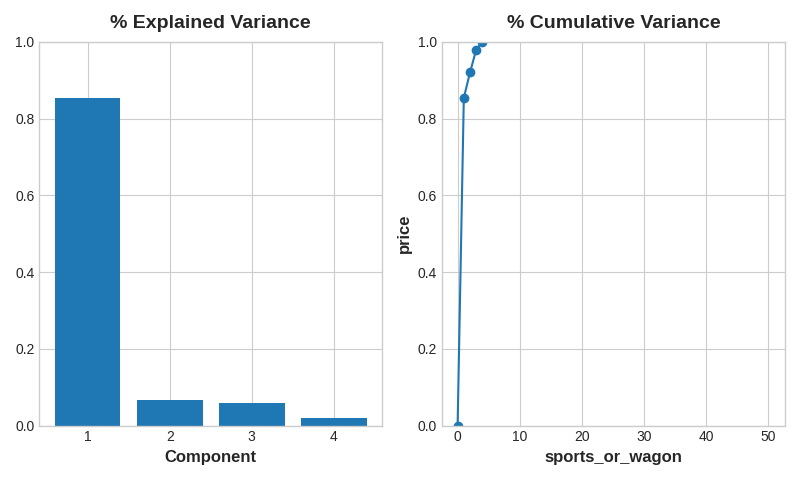 % Explained Variance
1.0
0.8
0.6
0.4
0.2
0.0
1 2 3 4
Component
% Cumulative Variance
price
1.0
0.8
0.6
0.4
0.2
0.0
0 10 20 30 40 50
sports_or_wagon